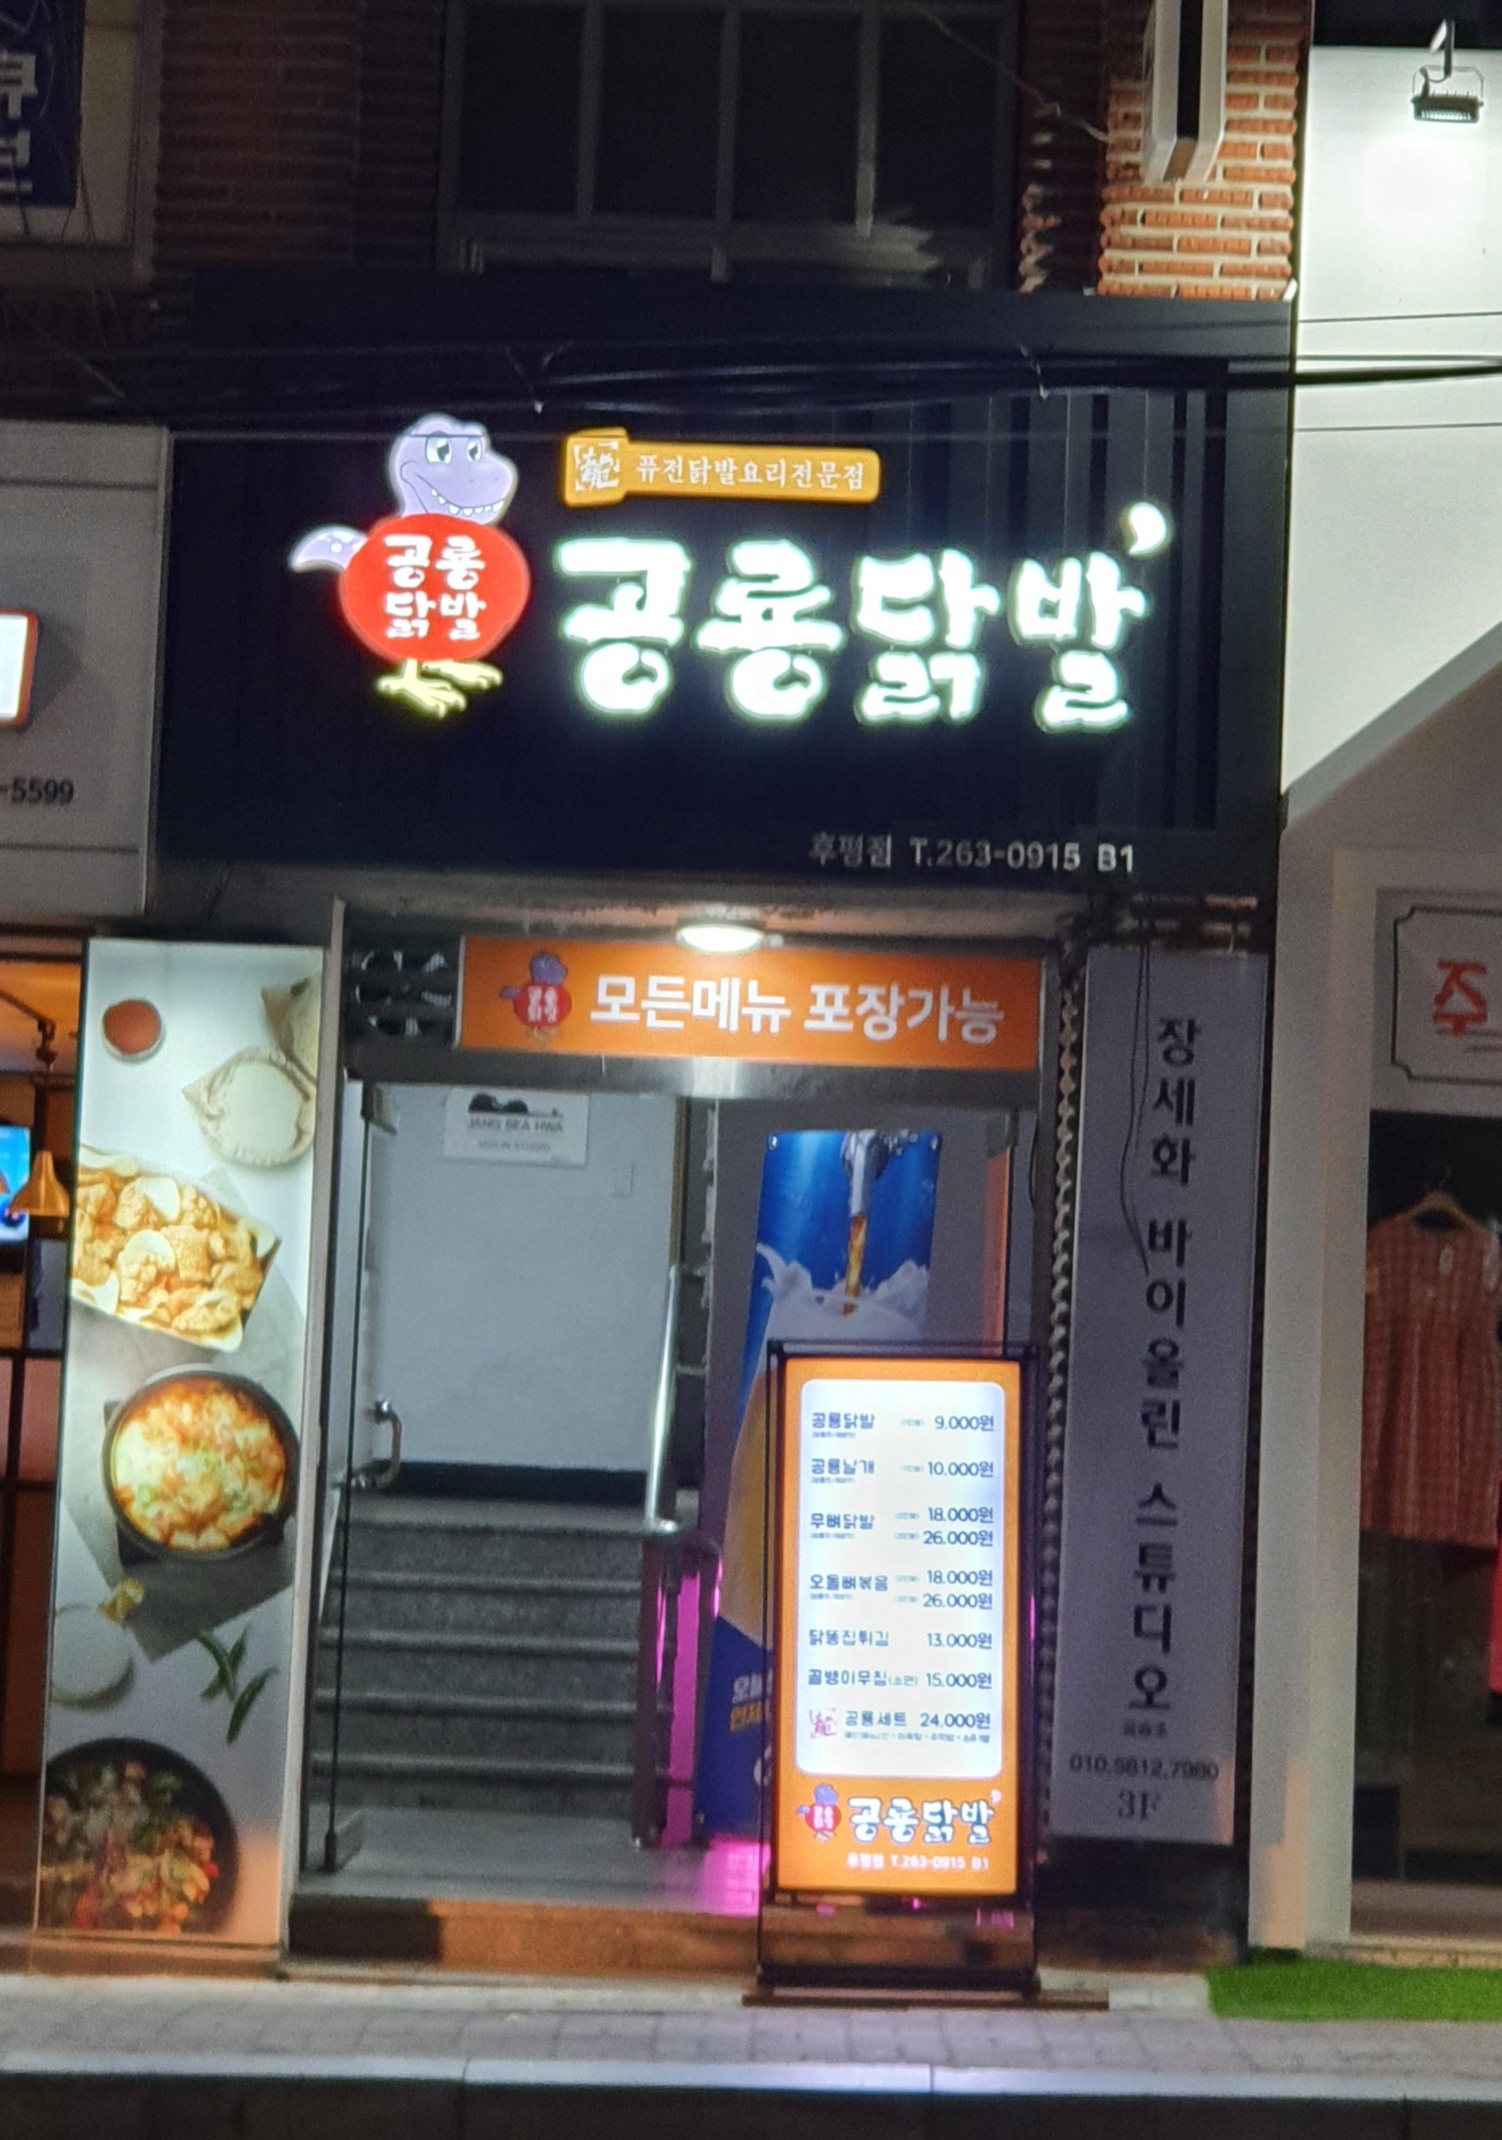 -5599
龍 퓨전닭발요리전문점
공룡
닭발
공룡닭발
후평점 T.263-0915 B1
모든메뉴 포장가능
JANG SEA HWA
VIOLIN STUDIO
장세화 바이올린 스튜디오
010.5812.7980
3F
주
공룡닭발 9,000원
공룡날개 10,000원
무뼈닭발 18,000원
26,000원
오돌뼈볶음 18,000원
26,000원
닭똥집튀김 13,000원
골뱅이무침(소면) 15,000원
龍 공룡세트 24,000원
공룡닭발
후평점 T.263-0915 B1